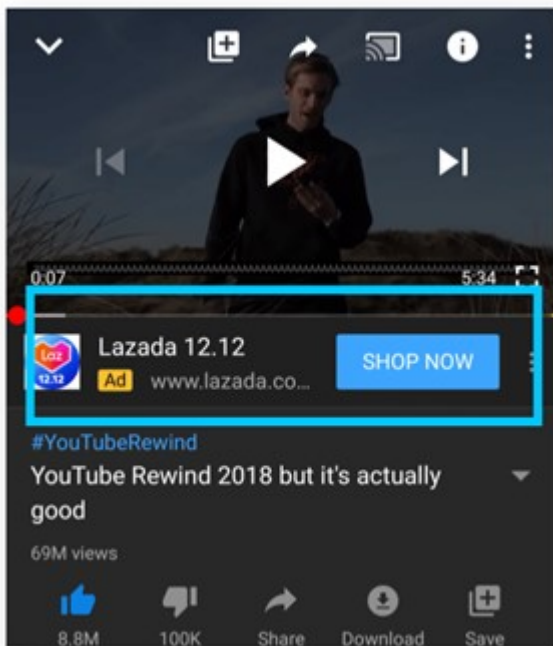 0:07 5:34
Laz
12.12
Lazada 12.12
Ad www.lazada.co...
SHOP NOW
#YouTubeRewind
YouTube Rewind 2018 but it's actually
good
69M views
8.8M 100K Share Download Save